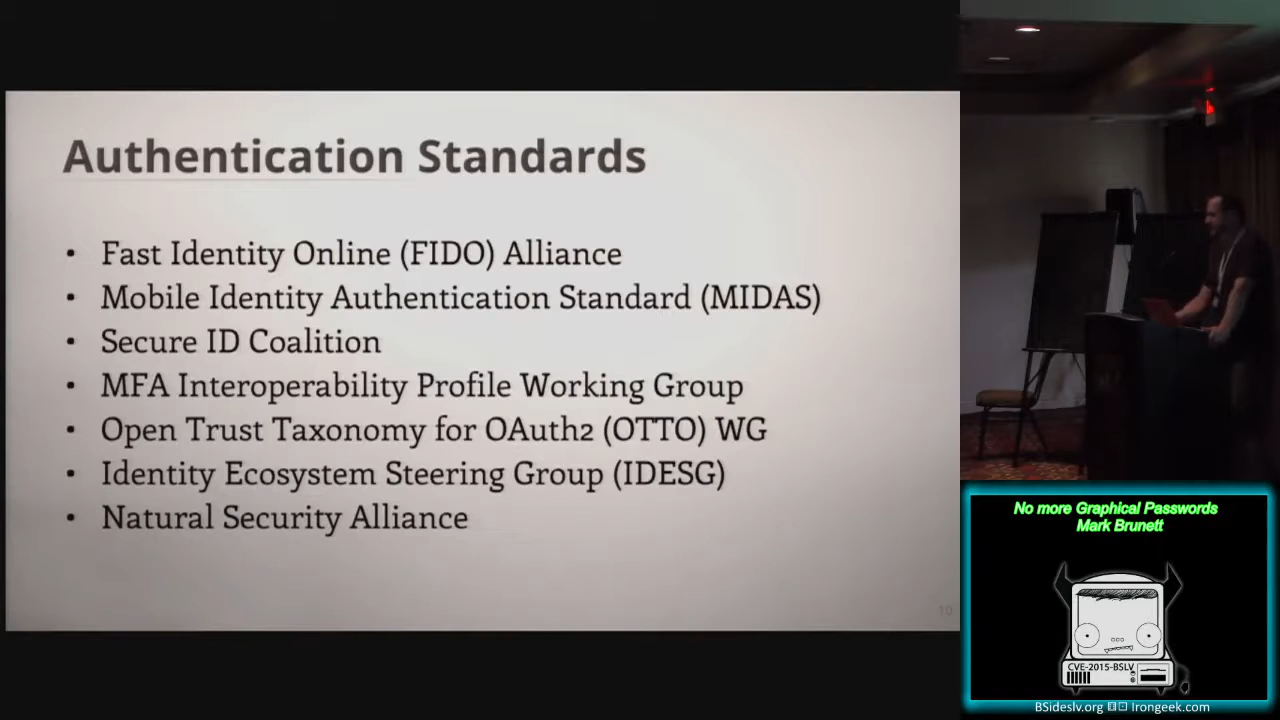 Authentication Standards
• Fast Identity Online (FIDO) Alliance
• Mobile Identity Authentication Standard (MIDAS)
• Secure ID Coalition
• MFA Interoperability Profile Working Group
• Open Trust Taxonomy for OAuth2 (OTTO) WG
• Identity Ecosystem Steering Group (IDESG)
• Natural Security Alliance
10
No more Graphical Passwords
Mark Brunett
CVE-2015-BSLV
BSideslv.org Irongeek.com